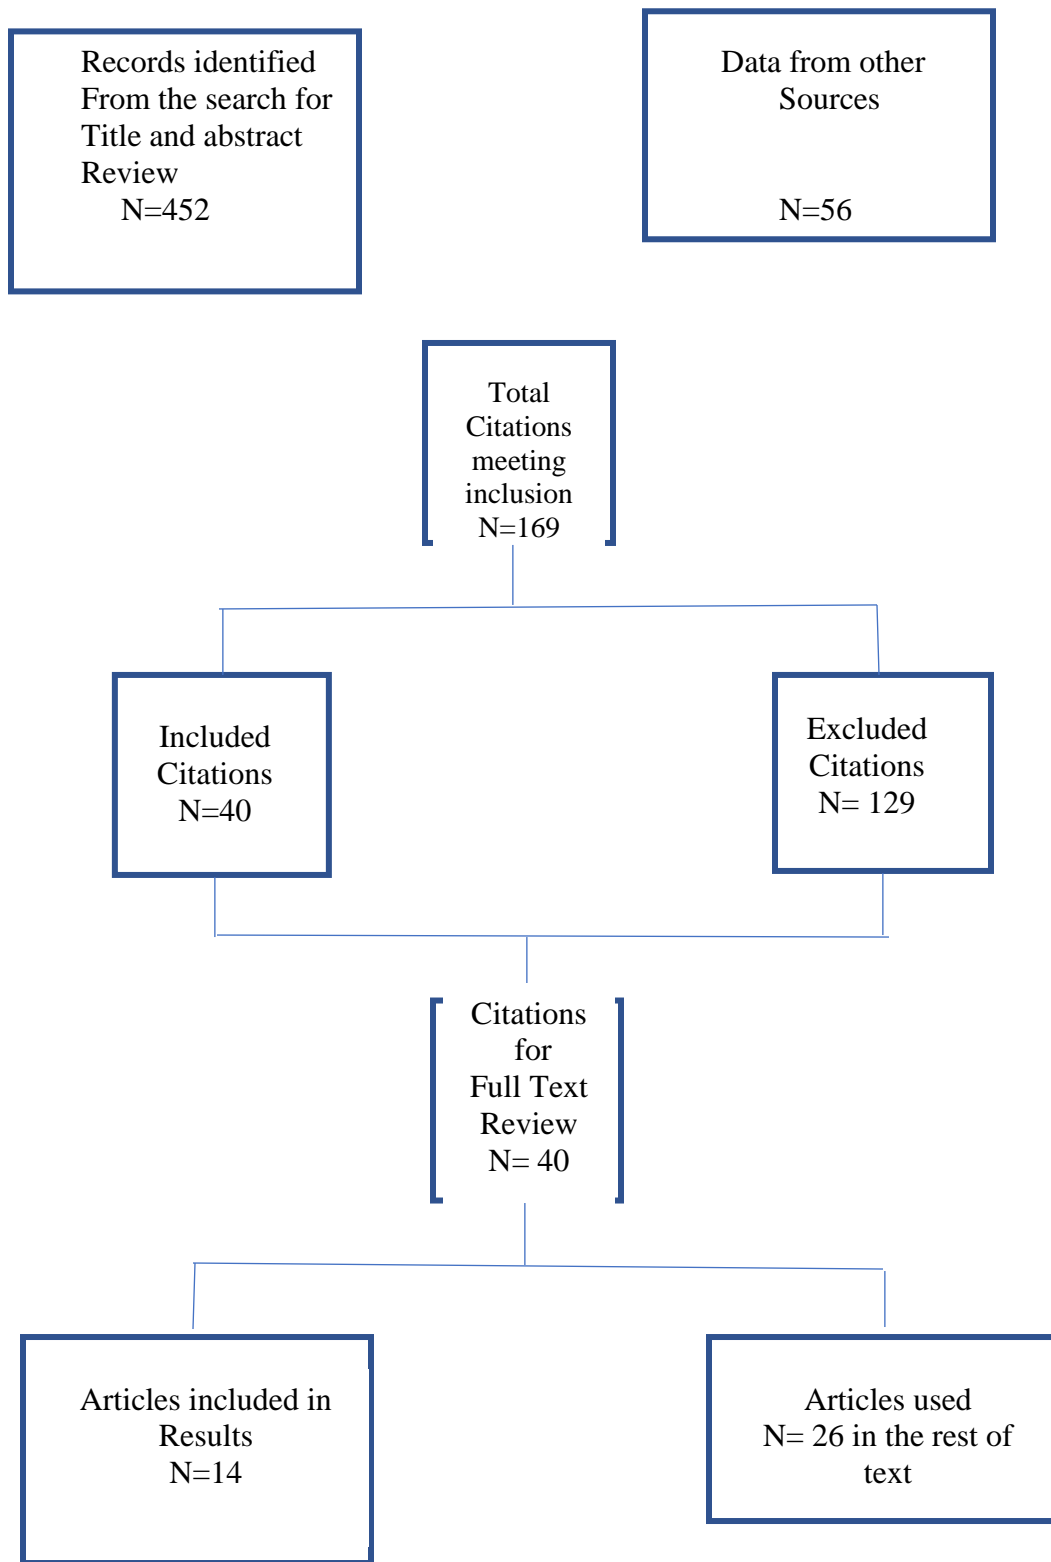 Records identified
From the search for
Title and abstract
Review
N=452
Data from other
Sources
N=56
Total
Citations
meeting
inclusion
N=169
Included
Citations
N=40
Excluded
Citations
N= 129
Citations
for
Full Text
Review
N= 40
Articles included in
Results
N=14
Articles used
N= 26 in the rest of
text